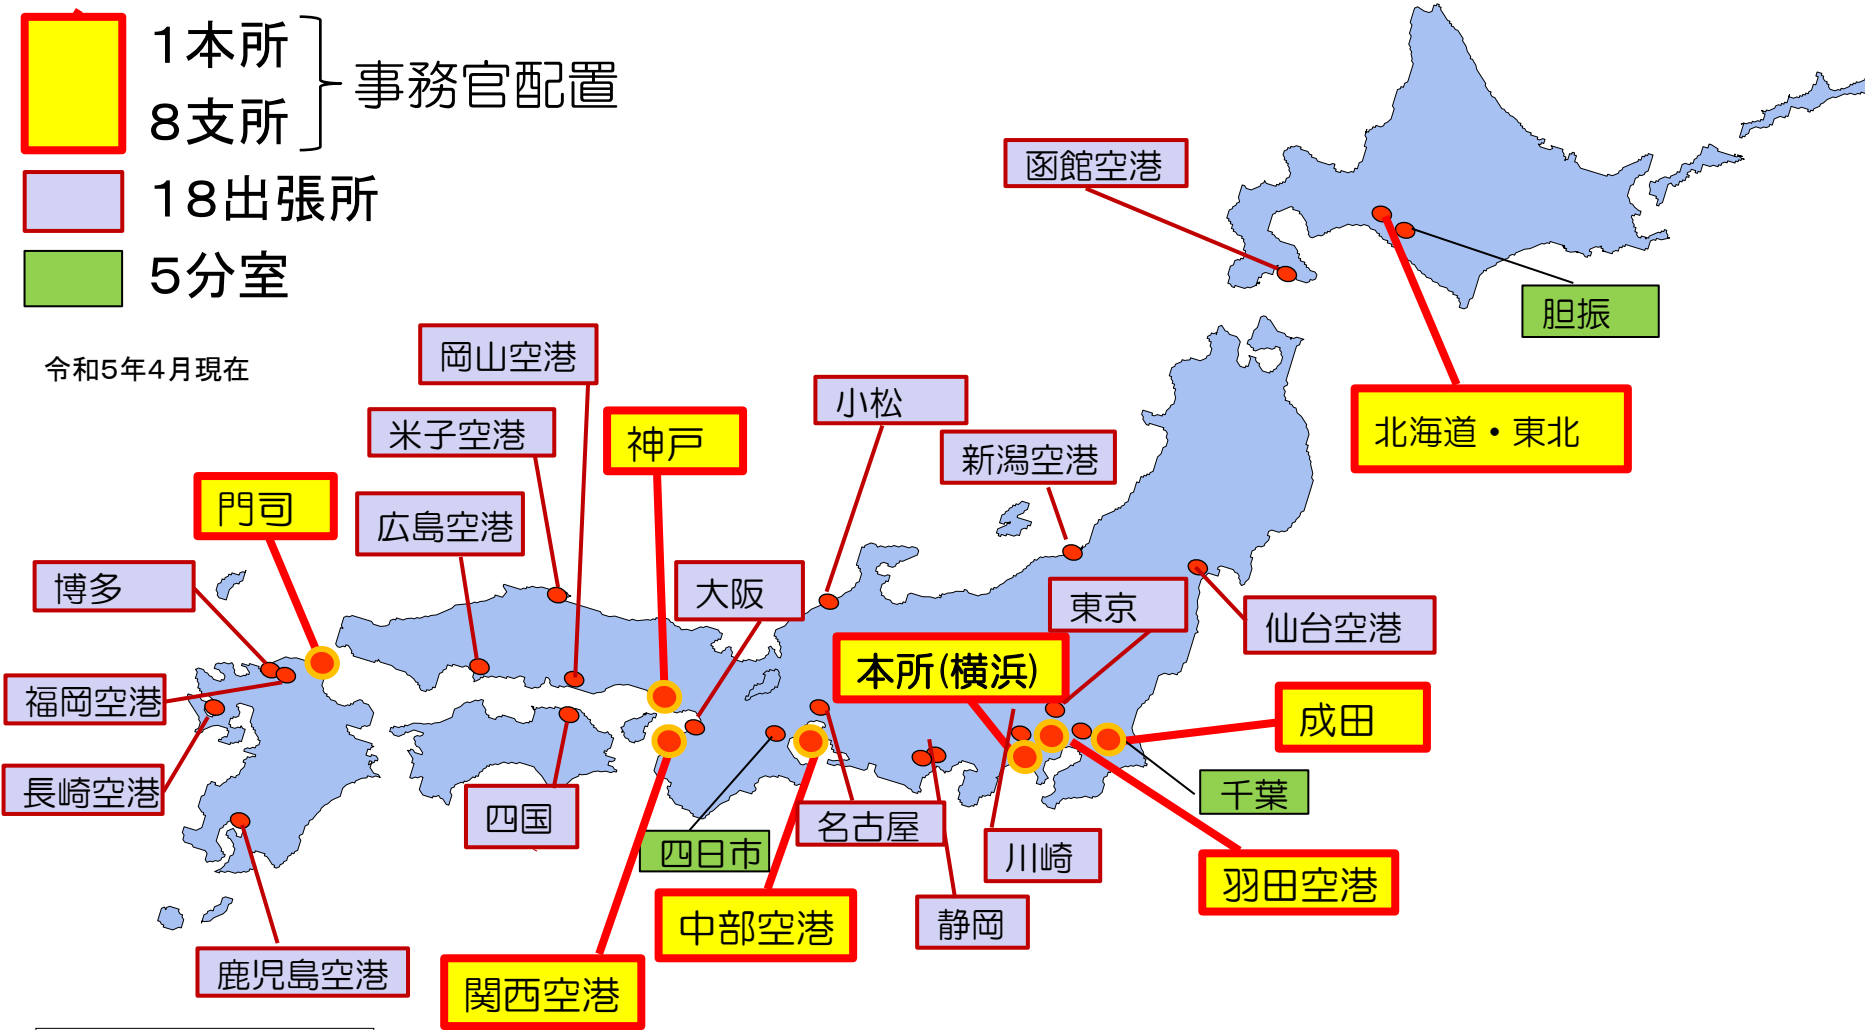 1本所
8支所
事務官配置
18出張所
5分室
令和5年4月現在
函館空港
胆振
北海道・東北
岡山空港
小松
米子空港
神戸
新潟空港
門司
広島空港
博多
大阪
東京
仙台空港
本所(横浜)
福岡空港
成田
長崎空港
四国
千葉
名古屋
四日市
川崎
羽田空港
中部空港
静岡
鹿児島空港
関西空港